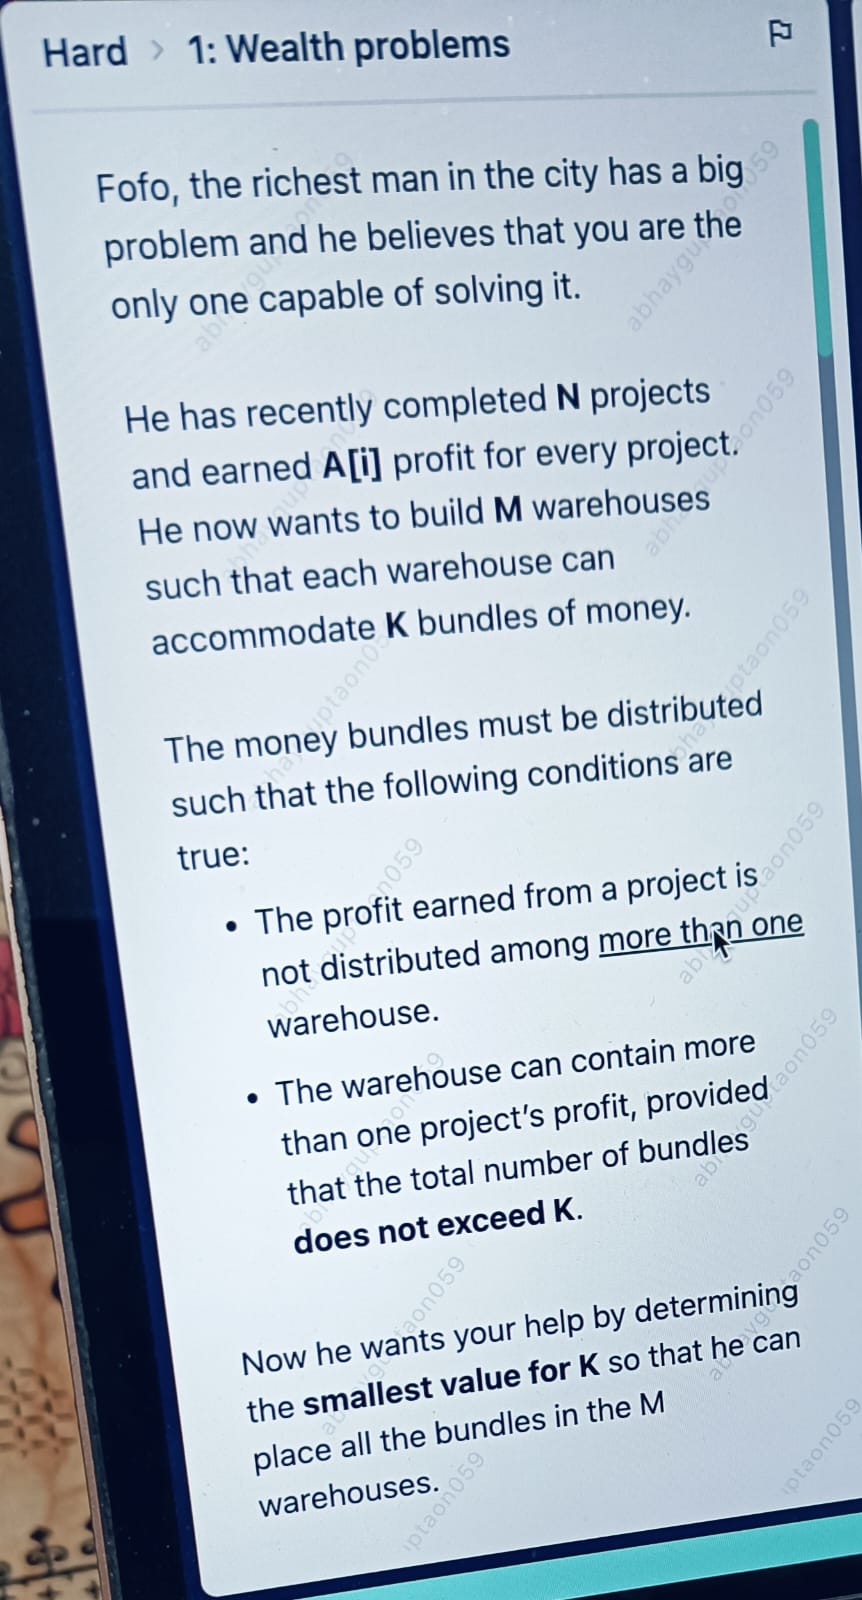 Hard > 1: Wealth problems
Fofo, the richest man in the city has a big
problem and he believes that you are the
only one capable of solving it.
He has recently completed N projects
and earned A[i] profit for every project.
He now wants to build M warehouses
such that each warehouse can
accommodate K bundles of money.
The money bundles must be distributed
such that the following conditions are
true:
• The profit earned from a project is
not distributed among more than one
warehouse.
• The warehouse can contain more
than one project's profit, provided
that the total number of bundles
does not exceed K.
Now he wants your help by determining
the smallest value for K so that he can
place all the bundles in the M
warehouses.